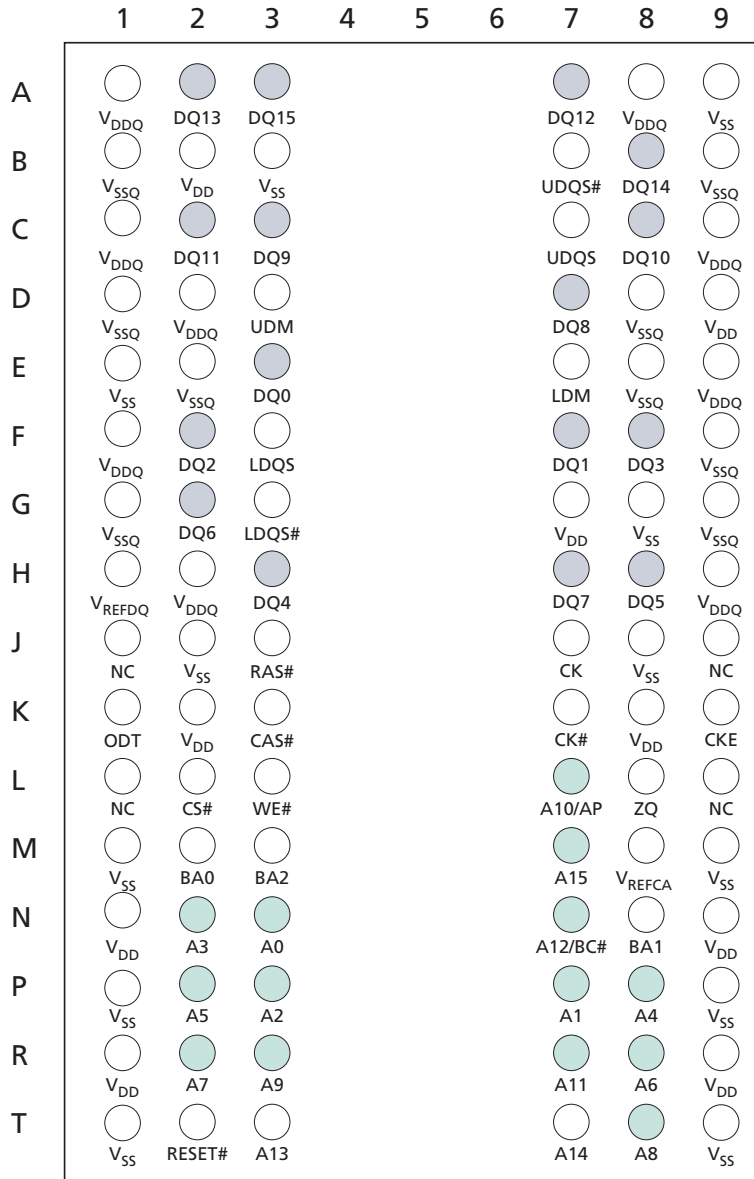 1 2 3 4 5 6 7 8 9
A
VDDQ DQ13 DQ15 DQ12 VDDQ VSS
B
VSSQ VDD VSS UDQS# DQ14 VSSQ
C
VDDQ DQ11 DQ9 UDQS DQ10 VDDQ
D
VSSQ VDDQ UDM DQ8 VSSQ VDD
E
VSS VSSQ DQ0 LDM VSSQ VDDQ
F
VDDQ DQ2 LDQS DQ1 DQ3 VSSQ
G
VSSQ DQ6 LDQS# VDD VSS VSSQ
H
VREFDQ VDDQ DQ4 DQ7 DQ5 VDDQ
J
NC VSS RAS# CK VSS NC
K
ODT VDD CAS# CK# VDD CKE
L
NC CS# WE# A10/AP ZQ NC
M
VSS BA0 BA2 A15 VREFCA VSS
N
VDD A3 A0 A12/BC# BA1 VDD
P
VSS A5 A2 A1 A4 VSS
R
VDD A7 A9 A11 A6 VDD
T
VSS RESET# A13 A14 A8 VSS